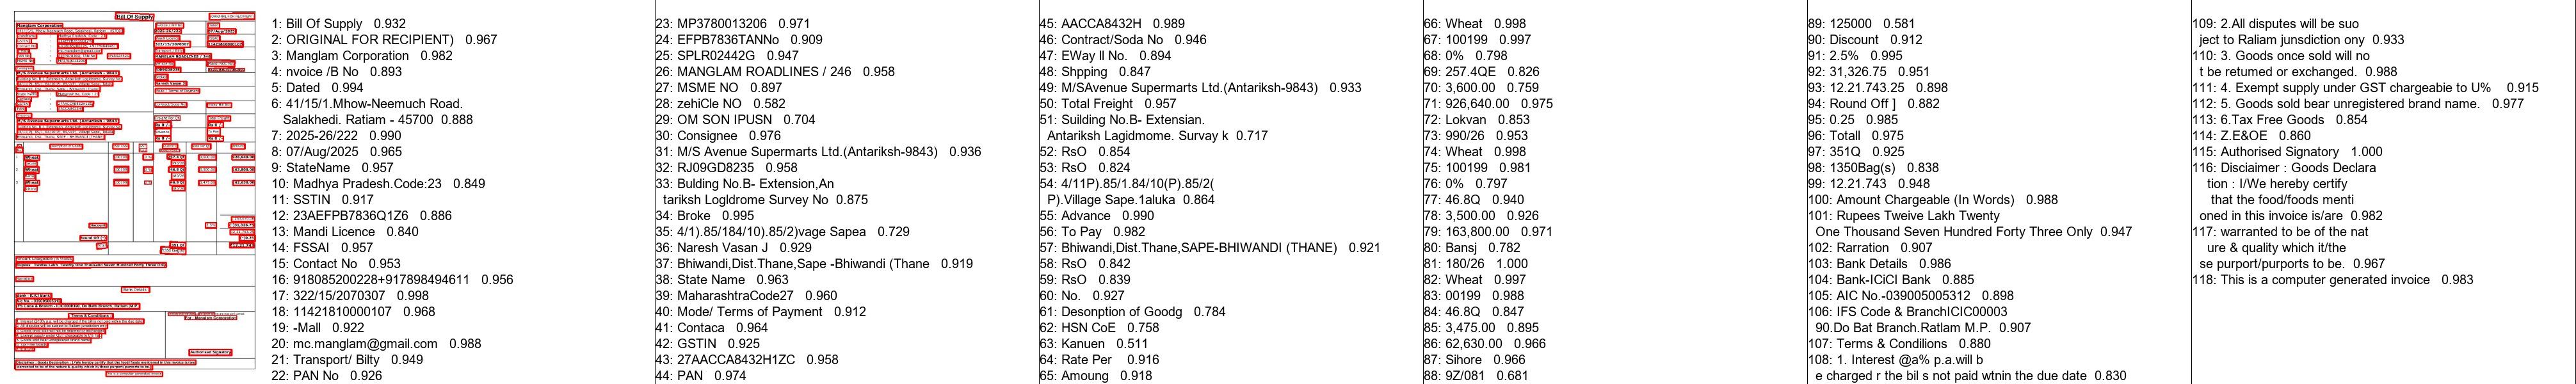 1: Bill Of Supply 0.932
2: ORIGINAL FOR RECIPIENT) 0.967
3: Manglam Corporation 0.982
4: nvoice /B No 0.893
5: Dated 0.994
6: 41/15/1.Mhow-Neemuch Road.
Salakhedi. Ratiam - 45700 0.888
7: 2025-26/222 0.990
8: 07/Aug/2025 0.965
9: StateName 0.957
10: Madhya Pradesh.Code:23 0.849
11: SSTIN 0.917
12: 23AEFPB7836Q1Z6 0.886
13: Mandi Licence 0.840
14: FSSAI 0.957
15: Contact No 0.953
16: 918085200228+917898494611 0.956
17: 322/15/2070307 0.998
18: 11421810000107 0.968
19: -Mall 0.922
20: mc.manglam@gmail.com 0.988
21: Transport/ Bilty 0.949
22: PAN No 0.926
23: MP3780013206 0.971
24: EFPB7836TANNo 0.909
25: SPLR02442G 0.947
26: MANGLAM ROADLINES / 246 0.958
27: MSME NO 0.897
28: zehiCle NO 0.582
29: OM SON IPUSN 0.704
30: Consignee 0.976
31: M/S Avenue Supermarts Ltd.(Antariksh-9843) 0.936
32: RJ09GD8235 0.958
33: Bulding No.B- Extension,An
tariksh Logldrome Survey No 0.875
34: Broke 0.995
35: 4/1).85/184/10).85/2)vage Sapea 0.729
36: Naresh Vasan J 0.929
37: Bhiwandi,Dist.Thane,Sape -Bhiwandi (Thane 0.919
38: State Name 0.963
39: MaharashtraCode27 0.960
40: Mode/ Terms of Payment 0.912
41: Contaca 0.964
42: GSTIN 0.925
43: 27AACCA8432H1ZC 0.958
44: PAN 0.974
45: AACCA8432H 0.989
46: Contract/Soda No 0.946
47: EWay ll No. 0.894
48: Shpping 0.847
49: M/SAvenue Supermarts Ltd.(Antariksh-9843) 0.933
50: Total Freight 0.957
51: Suilding No.B- Extensian.
Antariksh Lagidmome. Survay k 0.717
52: RsO 0.854
53: RsO 0.824
54: 4/11P).85/1.84/10(P).85/2(
P).Village Sape.1aluka 0.864
55: Advance 0.990
56: To Pay 0.982
57: Bhiwandi,Dist.Thane,SAPE-BHIWANDI (THANE) 0.921
58: RsO 0.842
59: RsO 0.839
60: No. 0.927
61: Desonption of Goodg 0.784
62: HSN CoE 0.758
63: Kanuen 0.511
64: Rate Per 0.916
65: Amoung 0.918
66: Wheat 0.998
67: 100199 0.997
68: 0% 0.798
69: 257.4QE 0.826
70: 3,600.00 0.759
71: 926,640.00 0.975
72: Lokvan 0.853
73: 990/26 0.953
74: Wheat 0.998
75: 100199 0.981
76: 0% 0.797
77: 46.8Q 0.940
78: 3,500.00 0.926
79: 163,800.00 0.971
80: Bansj 0.782
81: 180/26 1.000
82: Wheat 0.997
83: 00199 0.988
84: 46.8Q 0.847
85: 3,475.00 0.895
86: 62,630.00 0.966
87: Sihore 0.966
88: 9Z/081 0.681
89: 125000 0.581
90: Discount 0.912
91: 2.5% 0.995
92: 31,326.75 0.951
93: 12.21.743.25 0.898
94: Round Off ] 0.882
95: 0.25 0.985
96: Totall 0.975
97: 351Q 0.925
98: 1350Bag(s) 0.838
99: 12.21.743 0.948
100: Amount Chargeable (In Words) 0.988
101: Rupees Tweive Lakh Twenty
One Thousand Seven Hundred Forty Three Only 0.947
102: Rarration 0.907
103: Bank Details 0.986
104: Bank-ICiCI Bank 0.885
105: AIC No.-039005005312 0.898
106: IFS Code & BranchICIC00003
90.Do Bat Branch.Ratlam M.P. 0.907
107: Terms & Condilions 0.880
108: 1. Interest @a% p.a.will b
e charged r the bil s not paid wtnin the due date 0.830
109: 2.All disputes will be suo
ject to Raliam junsdiction ony 0.933
110: 3. Goods once sold will no
t be returned or exchanged. 0.988
111: 4. Exempt supply under GST chargeabie to U% 0.915
112: 5. Goods sold bear unregistered brand name. 0.977
113: 6.Tax Free Goods 0.854
114: Z.E&OE 0.860
115: Authorised Signatory 1.000
116: Disciaimer : Goods Declara
tion : I/We hereby certify
that the food/foods menti
oned in this invoice is/are 0.982
117: warranted to be of the nat
ure & quality which it/the
se purport/purports to be. 0.967
118: This is a computer generated invoice 0.983